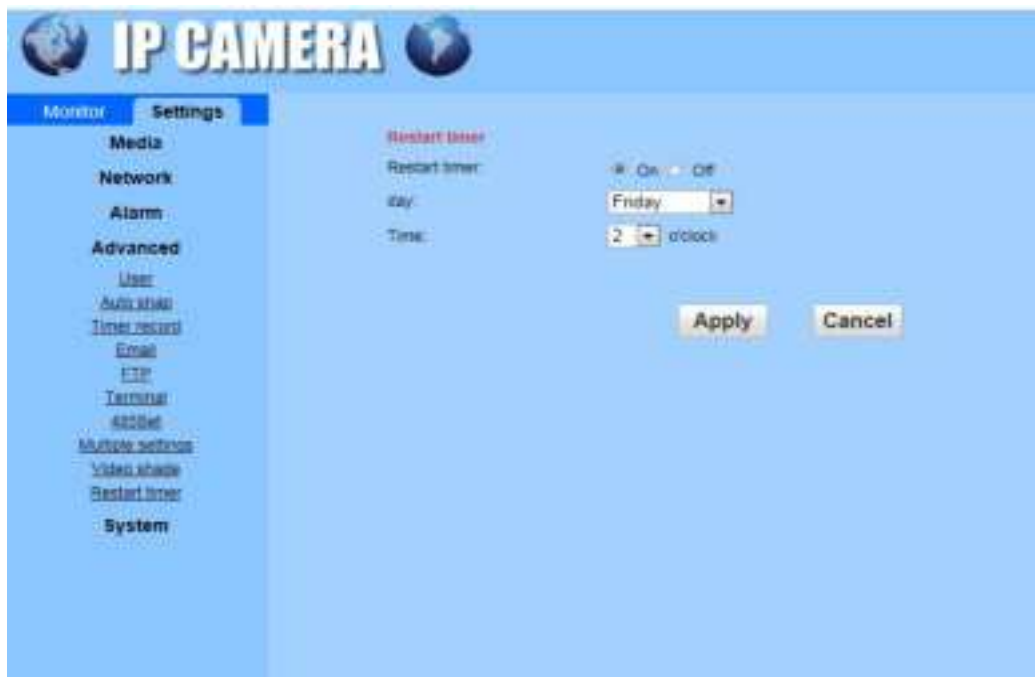 IP CAMERA
Monitor Settings
Media
Network
Alarm
Advanced
User
Auto snap
Timer record
Email
FTP
Terminal
485Set
Multiple settings
Video shade
Restart timer
System
Restart timer
Restart timer: On Off
day: Friday
Time: 2 o'clock
Apply Cancel